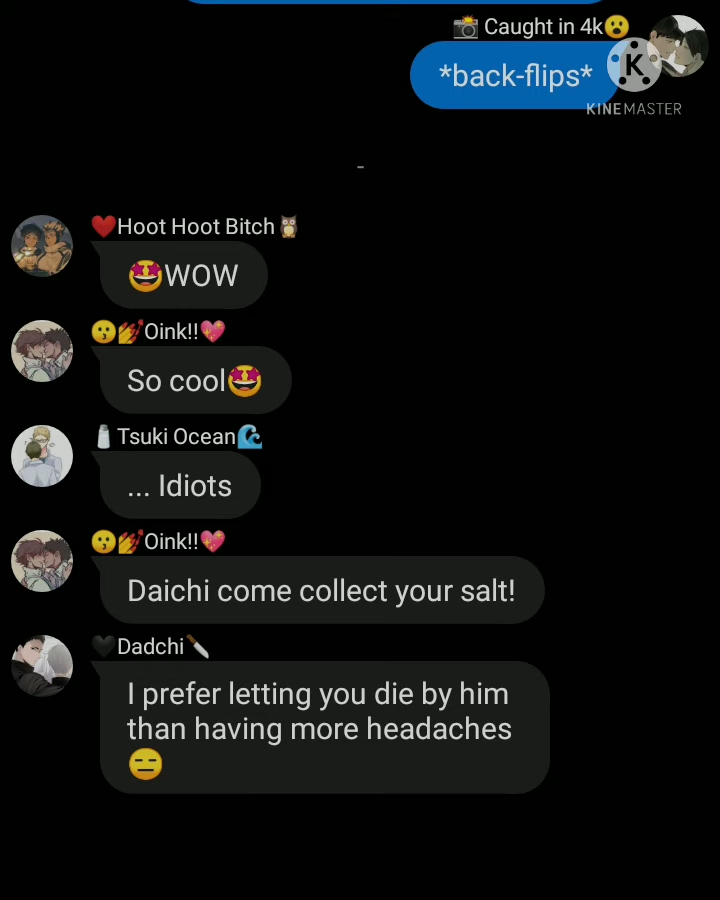 📸 Caught in 4k😮
*back-flips*
K
KINEMASTER
-
❤️Hoot Hoot Bitch🦉
🤩WOW
😗💅Oink!!💖
So cool🤩
🧂Tsuki Ocean🌊
... Idiots
😗💅Oink!!💖
Daichi come collect your salt!
🖤Dadchi🔪
I prefer letting you die by him
than having more headaches
😑